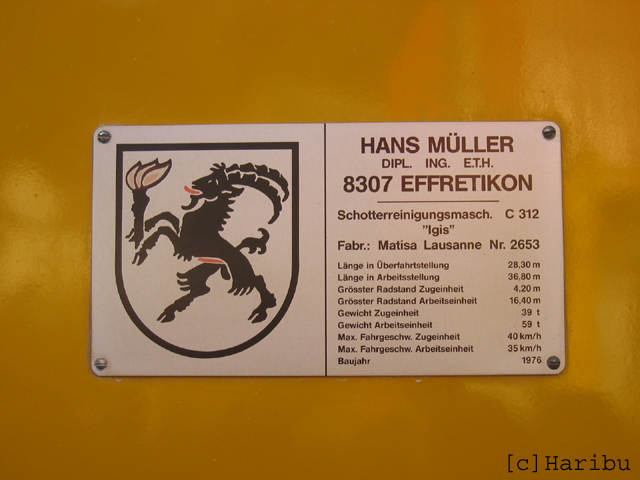 HANS MÜLLER
DIPL. ING. E.T.H.
8307 EFFRETIKON
Schotterreinigungsmasch. C 312
"Igis"
Fabr.: Matisa Lausanne Nr. 2653
Länge in Überfahrtstellung 28,30 m
Länge in Arbeitsstellung 36,80 m
Grösster Radstand Zugeinheit 4,20 m
Grösster Radstand Arbeitseinheit 16,40 m
Gewicht Zugeinheit 39 t
Gewicht Arbeitseinheit 59 t
Max. Fahrgeschw. Zugeinheit 40 km/h
Max. Fahrgeschw. Arbeitseinheit 35 km/h
Baujahr 1976
[c]Haribu